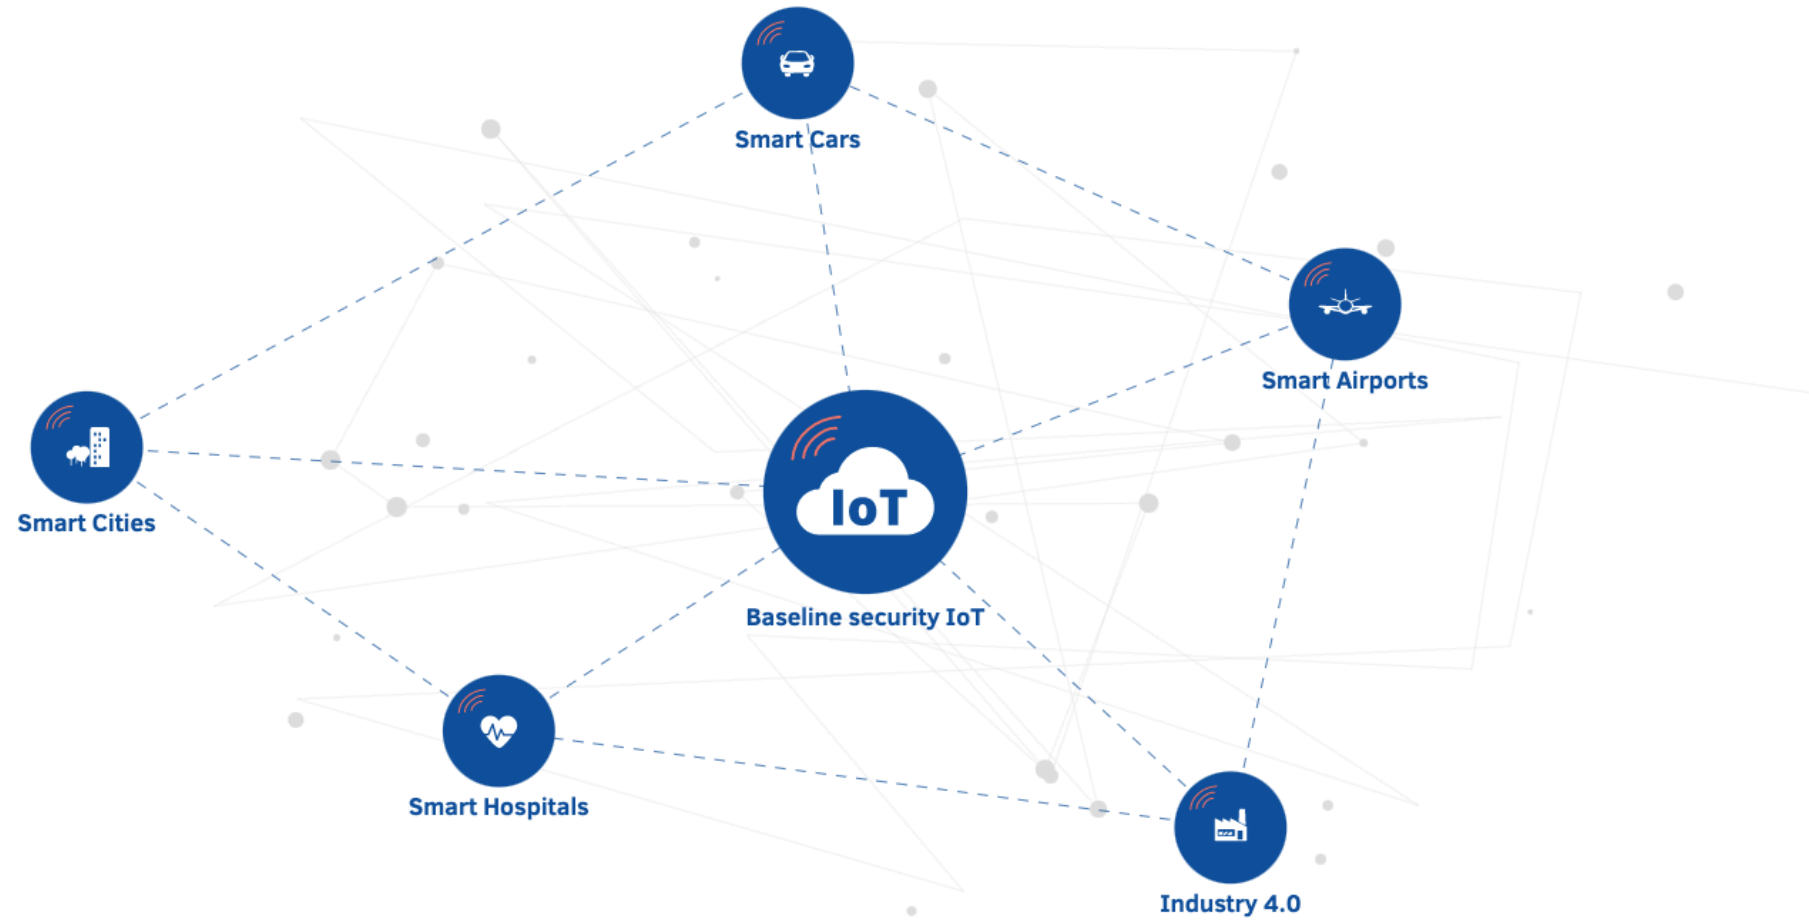 Smart Cars
Smart Airports
IoT
Smart Cities
Baseline security IoT
Smart Hospitals
Industry 4.0